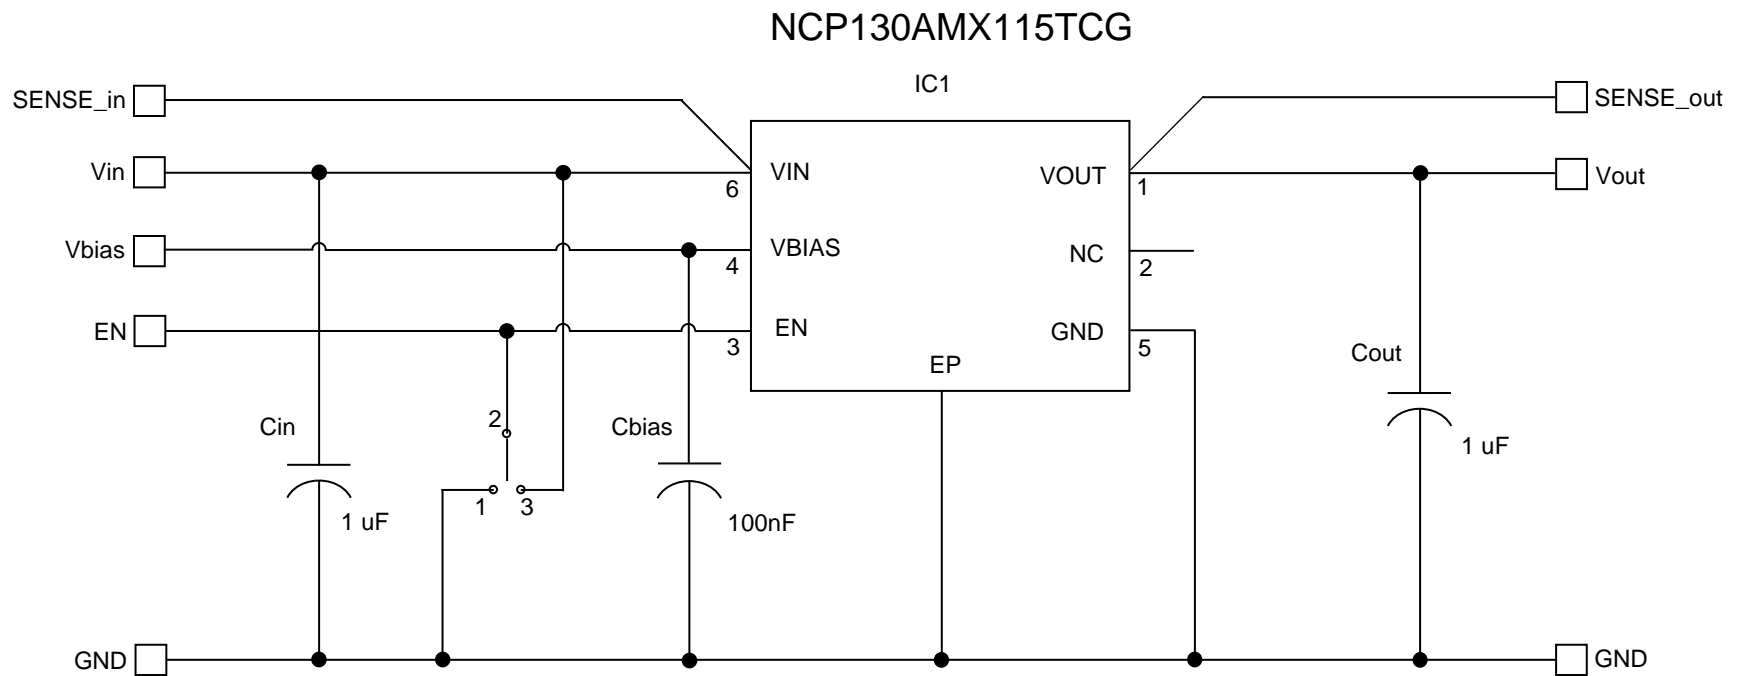 NCP130AMX115TCG
IC1
SENSE_in
SENSE_out
Vin
VIN
6
VOUT
1
Vout
Vbias
VBIAS
4
NC
2
EN
EN
3
GND
5
EP
Cout
1 uF
Cin
1 uF
2
1
3
Cbias
100nF
GND
GND